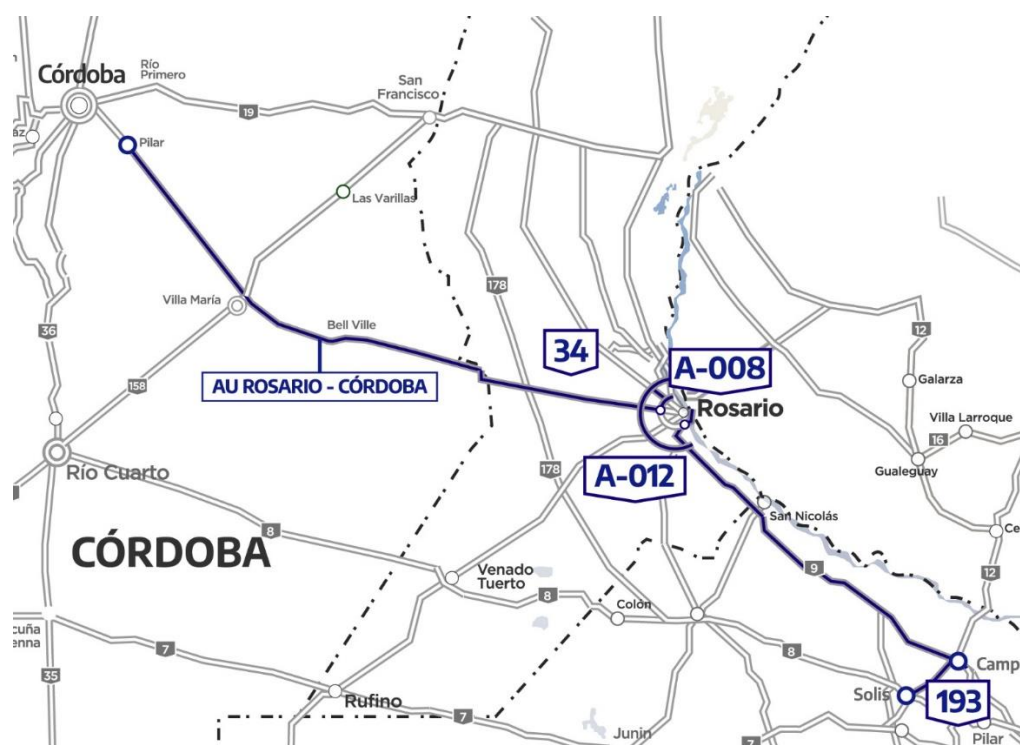 Córdoba
Río
Primero
San
Francisco
19
Pilar
Las Varillas
178
Villa María
36
Bell Ville
34
A-008
12
AU ROSARIO - CÓRDOBA
158
Rosario
Galarza
Villa Larroque
16
Río Cuarto
178
A-012
Gualeguay
San Nicolás
8
CÓRDOBA
9
12
Venado
Tuerto
8
Colón
7
8
35
Camp
Solís
193
Rufino
7
Junin
7
Pilar